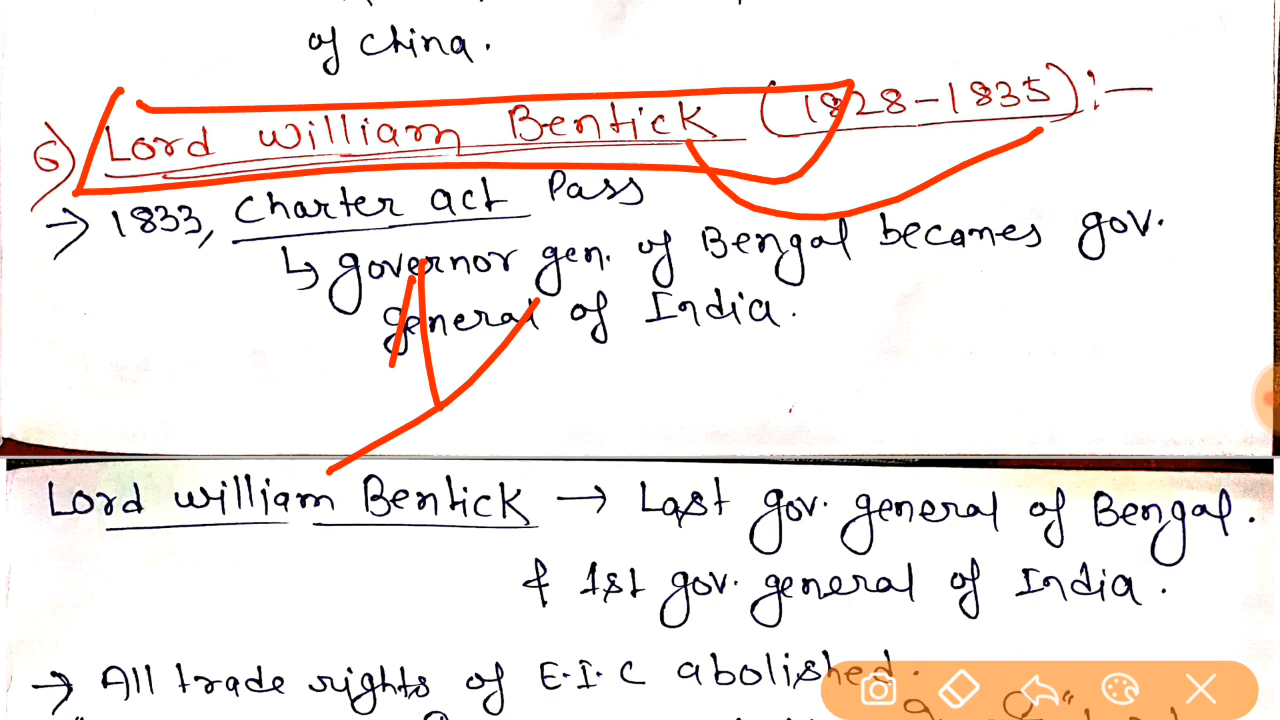 of China.
6) Lord william Bentick (1828-1835):-
→ 1833, Charter act Pass
↳ governor gen. of Bengal becomes gov.
general of India.
Lord william Bentick → Last gov. general of Bengal.
& 1st gov. general of India.
→ All trade rights of E.I.C abolished.